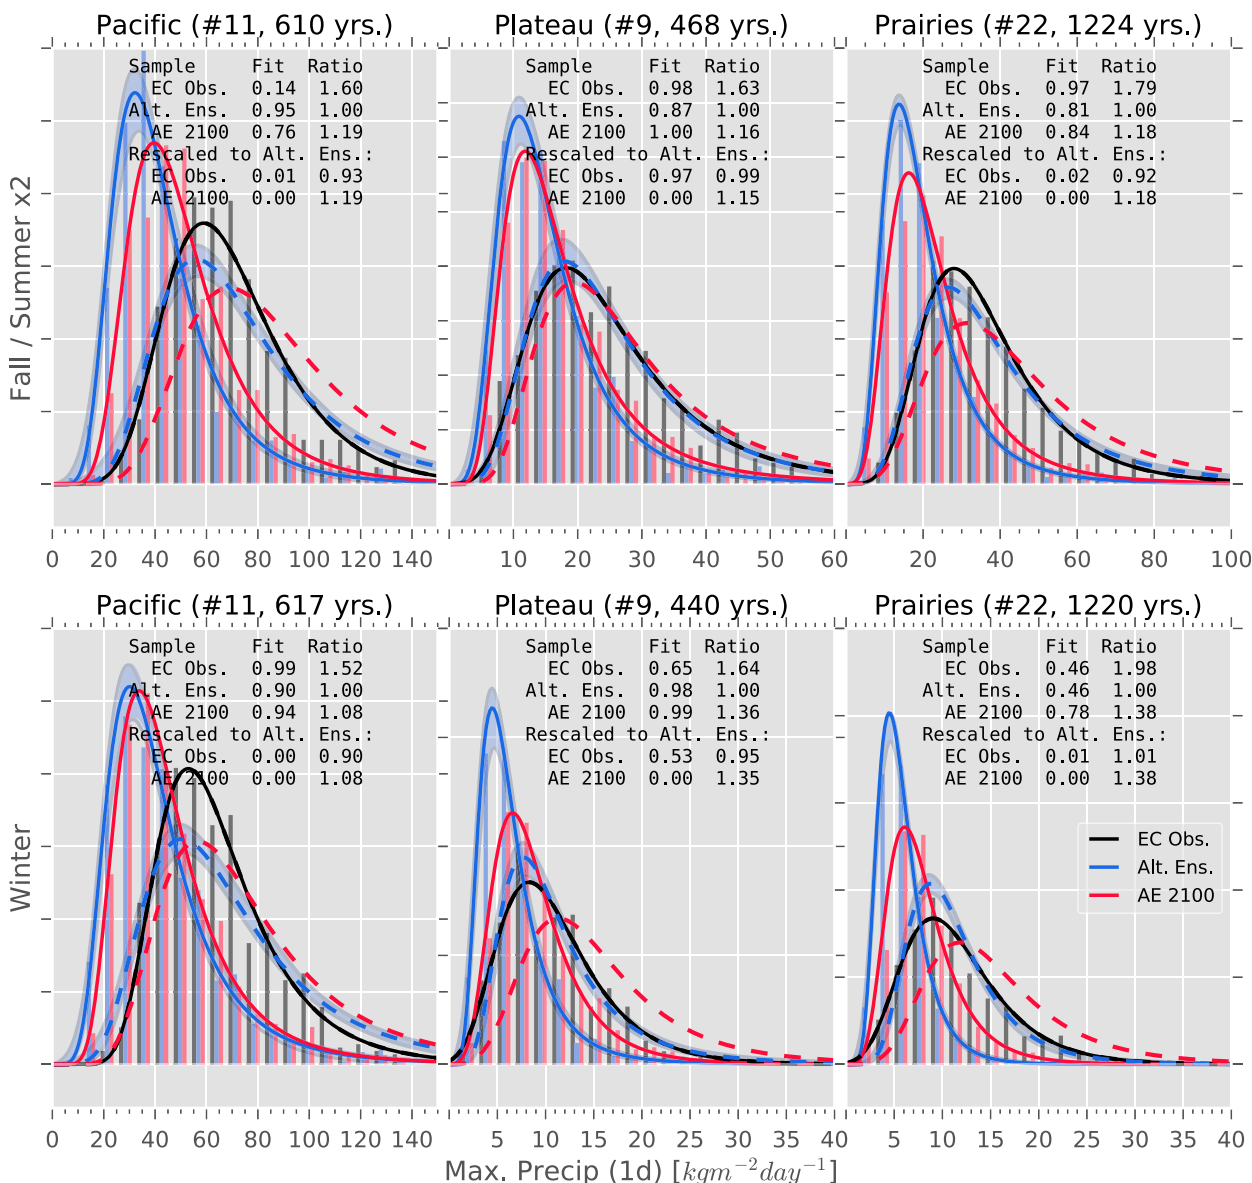 Pacific (#11, 610 yrs.)
Sample Fit Ratio
EC Obs. 0.14 1.60
Alt. Ens. 0.95 1.00
AE 2100 0.76 1.19
Rescaled to Alt. Ens.:
EC Obs. 0.01 0.93
AE 2100 0.00 1.19
Fall / Summer x2
0 20 40 60 80 100 120 140
Plateau (#9, 468 yrs.)
Sample Fit Ratio
EC Obs. 0.98 1.63
Alt. Ens. 0.87 1.00
AE 2100 1.00 1.16
Rescaled to Alt. Ens.:
EC Obs. 0.97 0.99
AE 2100 0.00 1.15
10 20 30 40 50 60
Prairies (#22, 1224 yrs.)
Sample Fit Ratio
EC Obs. 0.97 1.79
Alt. Ens. 0.81 1.00
AE 2100 0.84 1.18
Rescaled to Alt. Ens.:
EC Obs. 0.02 0.92
AE 2100 0.00 1.18
20 40 60 80 100
Pacific (#11, 617 yrs.)
Sample Fit Ratio
EC Obs. 0.99 1.52
Alt. Ens. 0.90 1.00
AE 2100 0.94 1.08
Rescaled to Alt. Ens.:
EC Obs. 0.00 0.90
AE 2100 0.00 1.08
Winter
0 20 40 60 80 100 120 140
Plateau (#9, 440 yrs.)
Sample Fit Ratio
EC Obs. 0.65 1.64
Alt. Ens. 0.98 1.00
AE 2100 0.99 1.36
Rescaled to Alt. Ens.:
EC Obs. 0.53 0.95
AE 2100 0.00 1.35
5 10 15 20 25 30 35 40
Prairies (#22, 1220 yrs.)
Sample Fit Ratio
EC Obs. 0.46 1.98
Alt. Ens. 0.46 1.00
AE 2100 0.78 1.38
Rescaled to Alt. Ens.:
EC Obs. 0.01 1.01
AE 2100 0.00 1.38
EC Obs.
Alt. Ens.
AE 2100
5 10 15 20 25 30 35 40
Max. Precip (1d) [kgm⁻²day⁻¹]